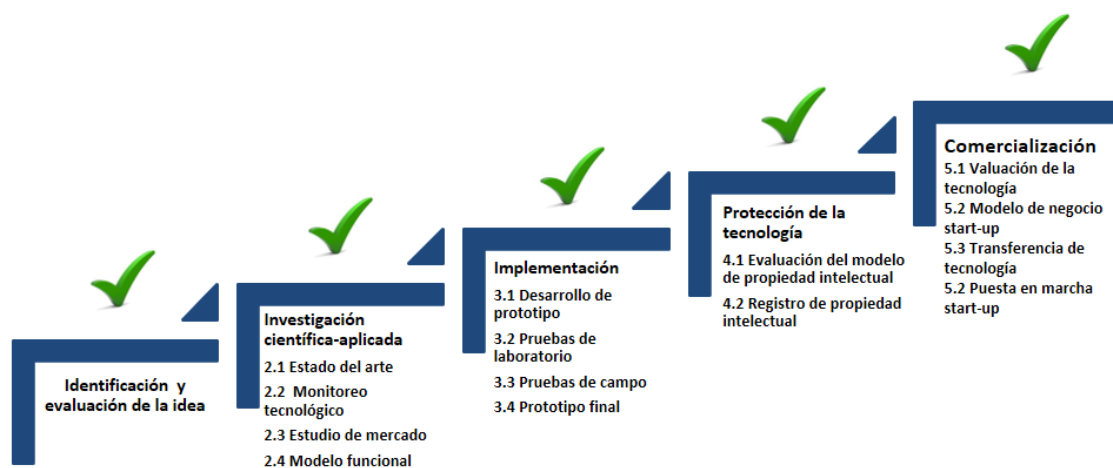 Identificación y
evaluación de la idea
Investigación
científica-aplicada
2.1 Estado del arte
2.2 Monitoreo
tecnológico
2.3 Estudio de mercado
2.4 Modelo funcional
Implementación
3.1 Desarrollo de
prototipo
3.2 Pruebas de
laboratorio
3.3 Pruebas de campo
3.4 Prototipo final
Protección de la
tecnología
4.1 Evaluación del modelo
de propiedad intelectual
4.2 Registro de propiedad
intelectual
Comercialización
5.1 Valuación de la
tecnología
5.2 Modelo de negocio
start-up
5.3 Transferencia de
tecnología
5.2 Puesta en marcha
start-up